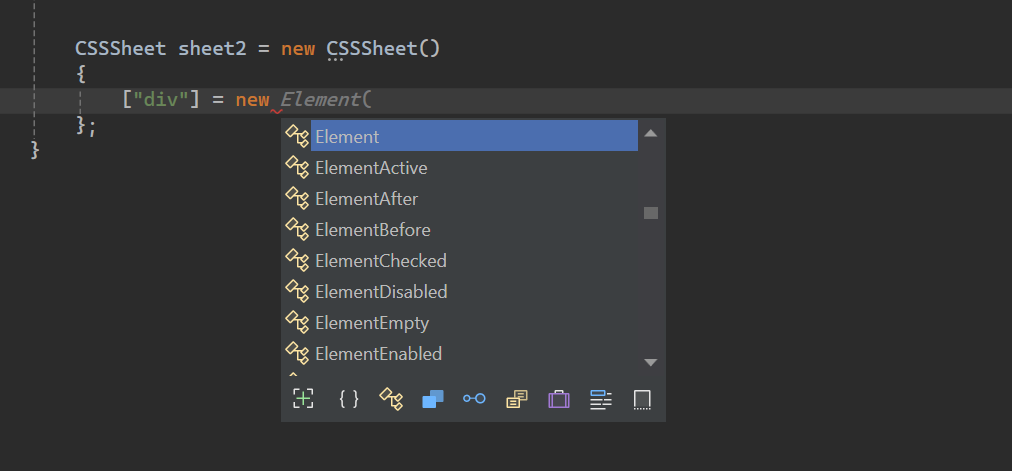 CSSSheet sheet2 = new CSSSheet()
{
["div"] = new Element(
};
}
Element
ElementActive
ElementAfter
ElementBefore
ElementChecked
ElementDisabled
ElementEmpty
ElementEnabled